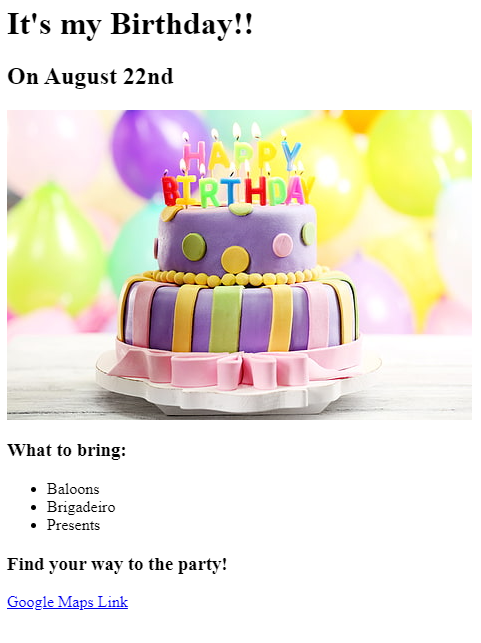 It's my Birthday!!
On August 22nd
HAPPY
BIRTHDAY
What to bring:
Baloons
Brigadeiro
Presents
Find your way to the party!
Google Maps Link